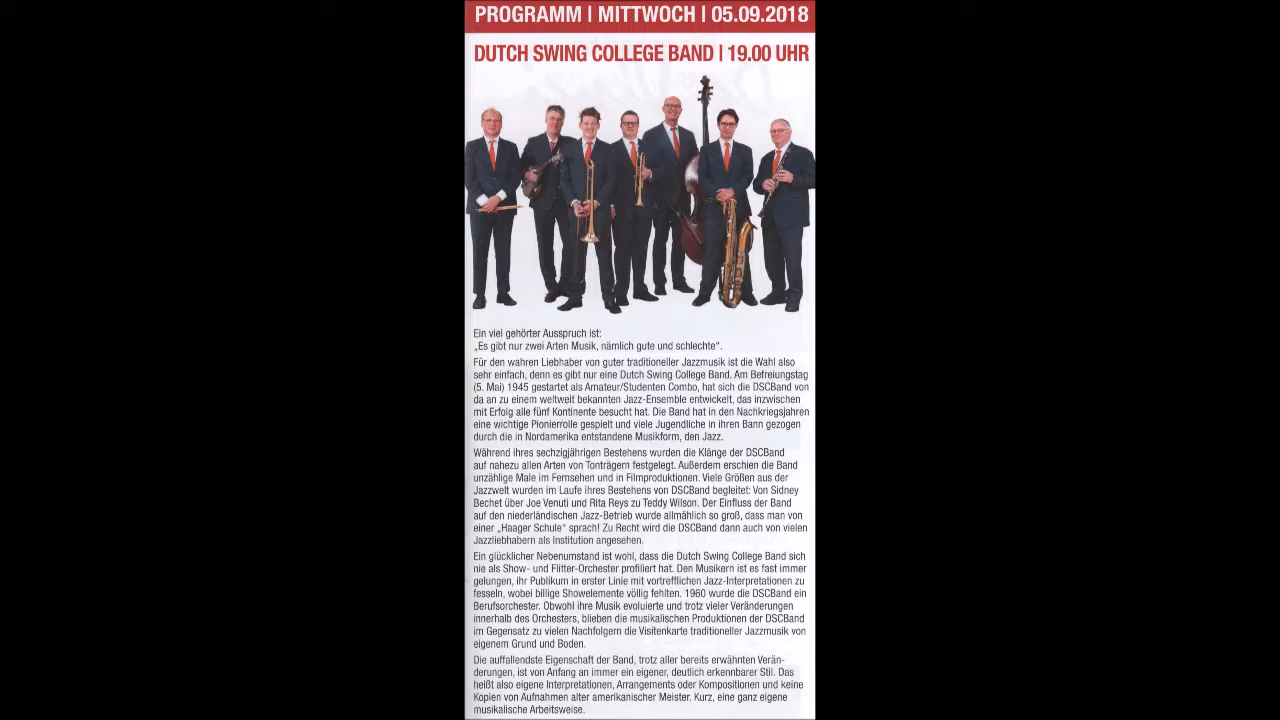 PROGRAMM | MITTWOCH | 05.09.2018
DUTCH SWING COLLEGE BAND | 19.00 UHR
Ein viel gehörter Ausspruch ist:
„Es gibt nur zwei Arten Musik, nämlich gute und schlechte“.
Für den wahren Liebhaber von guter traditioneller Jazzmusik ist die Wahl also
sehr einfach, denn es gibt nur eine Dutch Swing College Band. Am Befreiungstag
(5. Mai) 1945 gestartet als Amateur/Studenten Combo, hat sich die DSCBand von
da an zu einem weltweit bekannten Jazz-Ensemble entwickelt, das inzwischen
mit Erfolg alle fünf Kontinente besucht hat. Die Band hat in den Nachkriegsjahren
eine wichtige Pionierrolle gespielt und viele Jugendliche in ihren Bann gezogen
durch die in Nordamerika entstandene Musikform, den Jazz.
Während ihres sechzigjährigen Bestehens wurden die Klänge der DSCBand
auf nahezu allen Arten von Tonträgern festgelegt. Außerdem erschien die Band
unzählige Male im Fernsehen und in Filmproduktionen. Viele Größen aus der
Jazzwelt wurden im Laufe ihres Bestehens von DSCBand begleitet: Von Sidney
Bechet über Joe Venuti und Rita Reys zu Teddy Wilson. Der Einfluss der Band
auf den niederländischen Jazz-Betrieb wurde allmählich so groß, dass man von
einer „Haager Schule“ sprach! Zu Recht wird die DSCBand dann auch von vielen
Jazzliebhabern als Institution angesehen.
Ein glücklicher Nebenumstand ist wohl, dass die Dutch Swing College Band sich
nie als Show- und Flitter-Orchester profiliert hat. Den Musikern ist es fast immer
gelungen, ihr Publikum in erster Linie mit vortrefflichen Jazz-Interpretationen zu
fesseln, wobei billige Showelemente völlig fehlten. 1960 wurde die DSCBand ein
Berufsorchester. Obwohl ihre Musik evoluierte und trotz vieler Veränderungen
innerhalb des Orchesters, blieben die musikalischen Produktionen der DSCBand
im Gegensatz zu vielen Nachfolgern die Visitenkarte traditioneller Jazzmusik von
eigenem Grund und Boden.
Die auffallendste Eigenschaft der Band, trotz aller bereits erwähnten Verän-
derungen, ist von Anfang an immer ein eigener, deutlich erkennbarer Stil. Das
heißt also eigene Interpretationen, Arrangements oder Kompositionen und keine
Kopien von Aufnahmen alter amerikanischer Meister. Kurz, eine ganz eigene
musikalische Arbeitsweise.